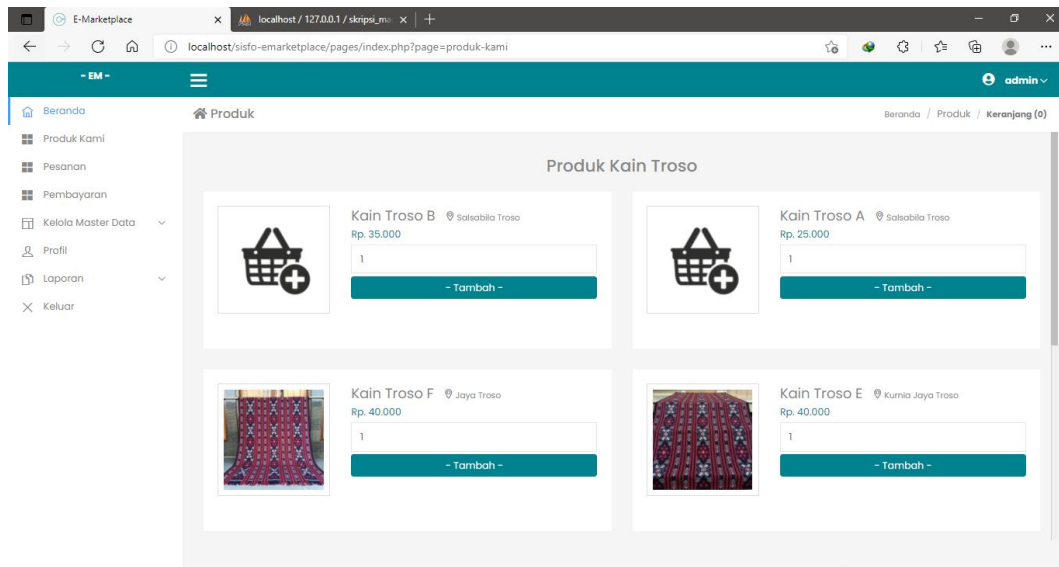 E-Marketplace
localhost / 127.0.0.1 / skripsi_ma
localhost/sisfo-emarketplace/pages/index.php?page=produk-kami
- EM -
admin
Beranda
Produk Kami
Pesanan
Pembayaran
Kelola Master Data
Profil
Laporan
Keluar
Produk
Beranda / Produk / Keranjang (0)
Produk Kain Troso
Kain Troso B Salsabila Troso
Rp. 35.000
1
- Tambah -
Kain Troso A Salsabila Troso
Rp. 25.000
1
- Tambah -
Kain Troso F Jaya Troso
Rp. 40.000
1
- Tambah -
Kain Troso E Kurnia Jaya Troso
Rp. 40.000
1
- Tambah -